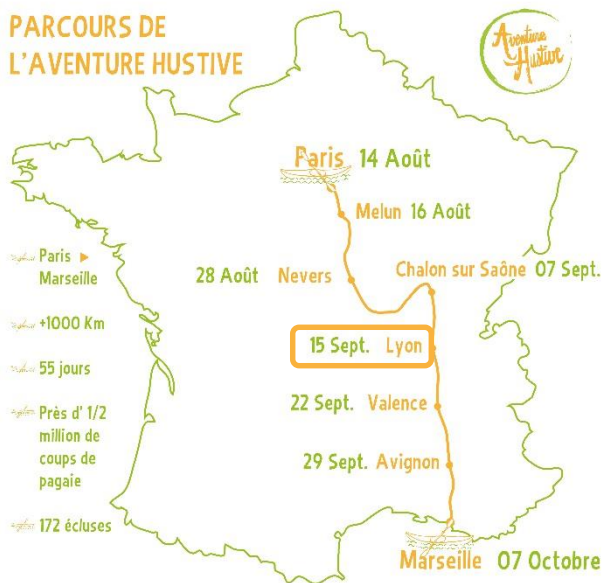 PARCOURS DE
L'AVENTURE HUSTIVE
Aventure
Hustive
Paris 14 Août
Melun 16 Août
28 Août Nevers
Chalon sur Saône 07 Sept.
15 Sept. Lyon
22 Sept. Valence
29 Sept. Avignon
Marseille 07 Octobre
Paris ►
Marseille
+1000 Km
55 jours
Près d' 1/2
million de
coups de
pagaie
172 écluses